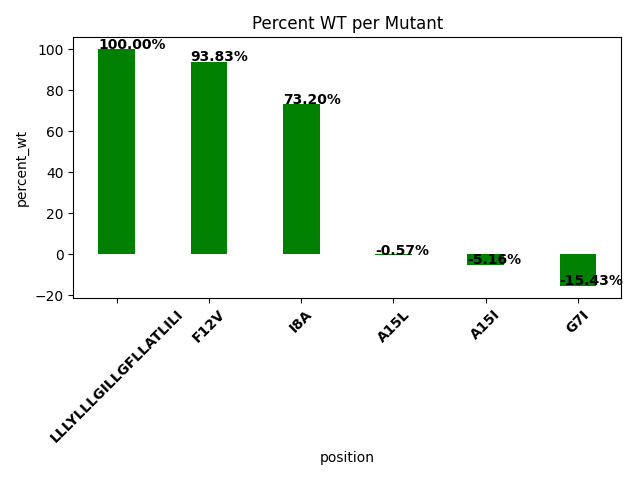 Percent WT per Mutant
percent_wt
100
80
60
40
20
0
−20
100.00%
93.83%
73.20%
-0.57%
-5.16%
-15.43%
LLLYLLLGILLGFLLATLILI
F12V
I8A
A15L
A15I
G7I
position